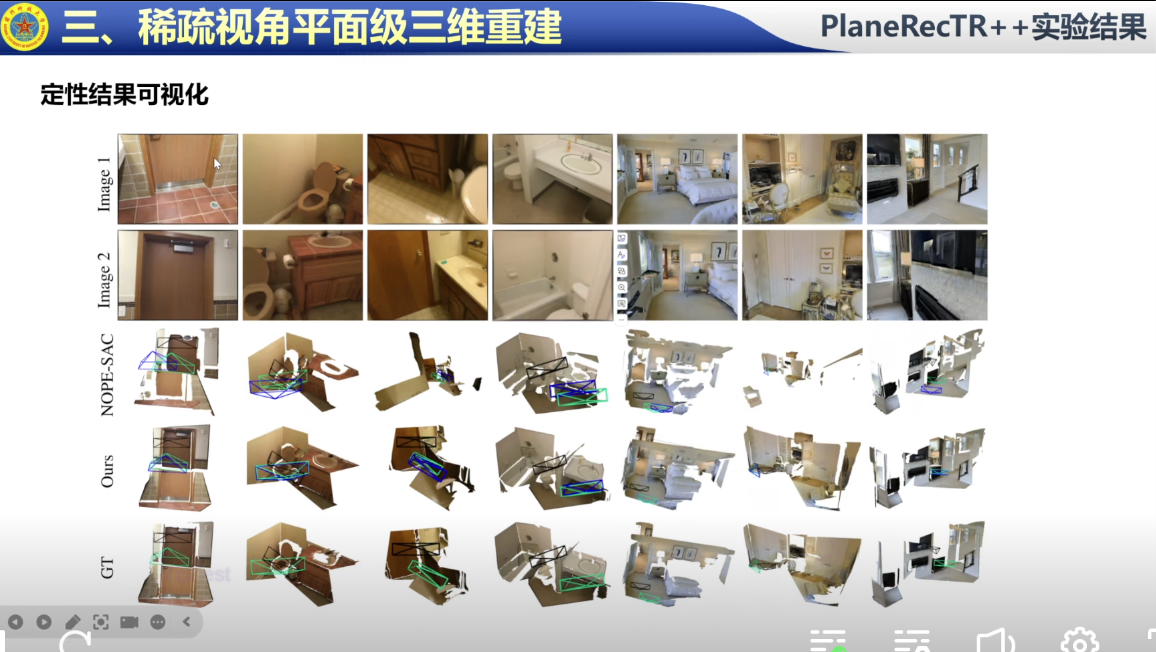 三、稀疏视角平面级三维重建
PlaneRecTR++实验结果
定性结果可视化
Image 1
Image 2
NOPE-SAC
Ours
GT